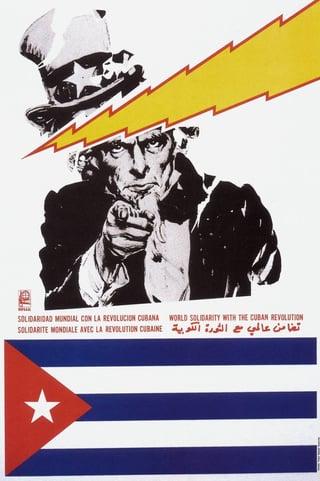 OSPAAAL
SOLIDARIDAD MUNDIAL CON LA REVOLUCION CUBANA
WORLD SOLIDARITY WITH THE CUBAN REVOLUTION
SOLIDARITE MONDIALE AVEC LA REVOLUTION CUBAINE
تضامن عالمي مع الثورة الكوبية